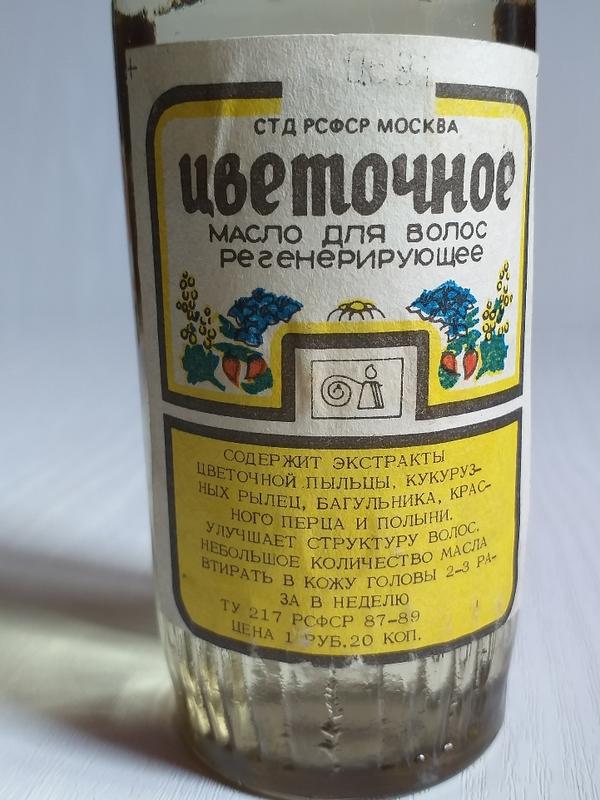 СТД РСФСР МОСКВА
цветочное
МАСЛО ДЛЯ ВОЛОС
регенерирующее
СОДЕРЖИТ ЭКСТРАКТЫ
ЦВЕТОЧНОЙ ПЫЛЬЦЫ, КУКУРУЗ-
НЫХ РЫЛЕЦ, БАГУЛЬНИКА, КРАС-
НОГО ПЕРЦА И ПОЛЫНИ.
УЛУЧШАЕТ СТРУКТУРУ ВОЛОС.
НЕБОЛЬШОЕ КОЛИЧЕСТВО МАСЛА
ВТИРАТЬ В КОЖУ ГОЛОВЫ 2-3 РА-
ЗА В НЕДЕЛЮ
ТУ 217 РСФСР 87-89
ЦЕНА 1 РУБ.20 КОП.